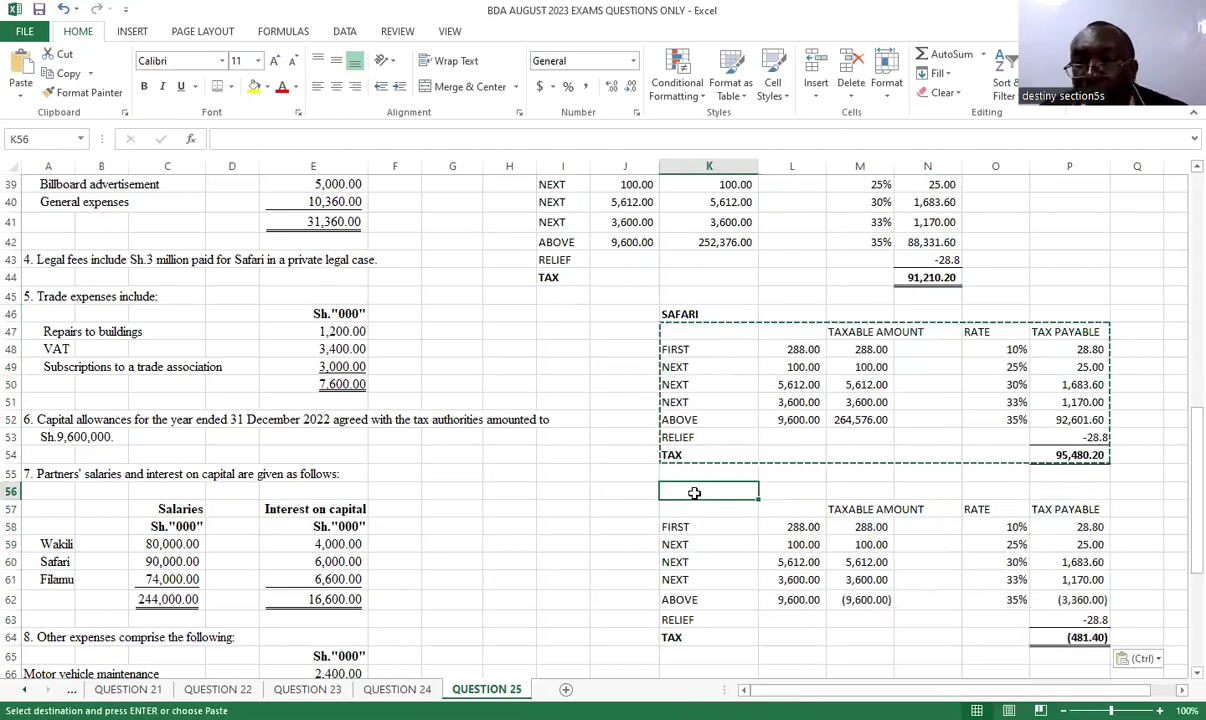 BDA AUGUST 2023 EXAMS QUESTIONS ONLY - Excel
FILE HOME INSERT PAGE LAYOUT FORMULAS DATA REVIEW VIEW
Paste Cut Copy Format Painter Clipboard
Calibri 11 B I U A Font
Wrap Text Merge & Center Alignment
General $ % , Number
Conditional Formatting Format as Table Cell Styles Styles
Insert Delete Format Cells
AutoSum Fill Clear Sort & Filter Editing
destiny section5s
K56 fx
A B C D E F G H I J K L M N O P Q
39 Billboard advertisement 5,000.00 NEXT 100.00 100.00 25% 25.00
40 General expenses 10,360.00 NEXT 5,612.00 5,612.00 30% 1,683.60
41 31,360.00 NEXT 3,600.00 3,600.00 33% 1,170.00
42 ABOVE 9,600.00 252,376.00 35% 88,331.60
43 4. Legal fees include Sh.3 million paid for Safari in a private legal case. RELIEF -28.8
44 TAX 91,210.20
45 5. Trade expenses include:
46 Sh."000" SAFARI
47 Repairs to buildings 1,200.00 TAXABLE AMOUNT RATE TAX PAYABLE
48 VAT 3,400.00 FIRST 288.00 288.00 10% 28.80
49 Subscriptions to a trade association 3,000.00 NEXT 100.00 100.00 25% 25.00
50 7,600.00 NEXT 5,612.00 5,612.00 30% 1,683.60
51 NEXT 3,600.00 3,600.00 33% 1,170.00
52 6. Capital allowances for the year ended 31 December 2022 agreed with the tax authorities amounted to ABOVE 9,600.00 264,576.00 35% 92,601.60
53 Sh.9,600,000. RELIEF -28.8
54 TAX 95,480.20
55 7. Partners' salaries and interest on capital are given as follows:
56
57 Salaries Interest on capital TAXABLE AMOUNT RATE TAX PAYABLE
58 Sh."000" Sh."000" FIRST 288.00 288.00 10% 28.80
59 Wakili 80,000.00 4,000.00 NEXT 100.00 100.00 25% 25.00
60 Safari 90,000.00 6,000.00 NEXT 5,612.00 5,612.00 30% 1,683.60
61 Filamu 74,000.00 6,600.00 NEXT 3,600.00 3,600.00 33% 1,170.00
62 244,000.00 16,600.00 ABOVE 9,600.00 (9,600.00) 35% (3,360.00)
63 RELIEF -28.8
64 8. Other expenses comprise the following: TAX (481.40)
65 Sh."000"
66 Motor vehicle maintenance 2,400.00
(Ctrl)
... QUESTION 21 QUESTION 22 QUESTION 23 QUESTION 24 QUESTION 25
Select destination and press ENTER or choose Paste 100%